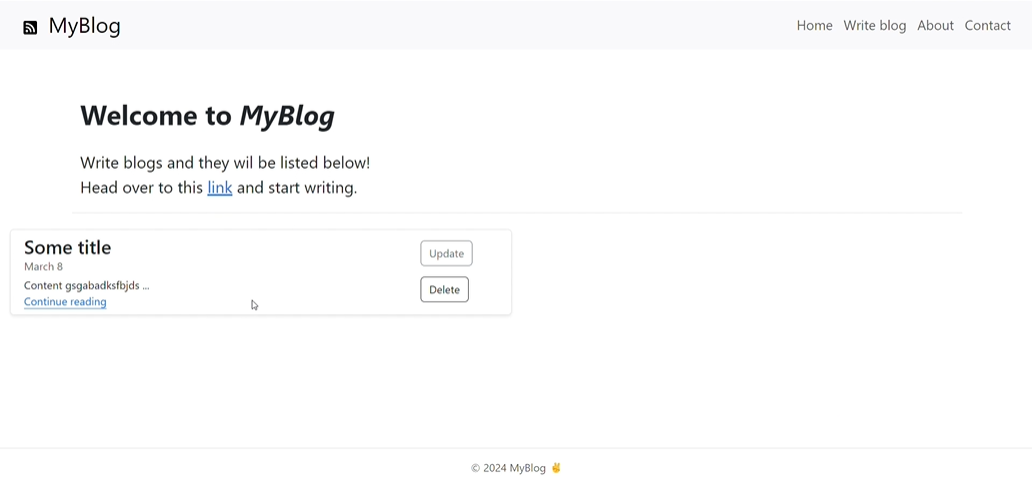 MyBlog
Home Write blog About Contact
Welcome to MyBlog
Write blogs and they wil be listed below!
Head over to this link and start writing.
Some title
Update
March 8
Content gsgabadksfbjds ...
Delete
Continue reading
© 2024 MyBlog ✌️